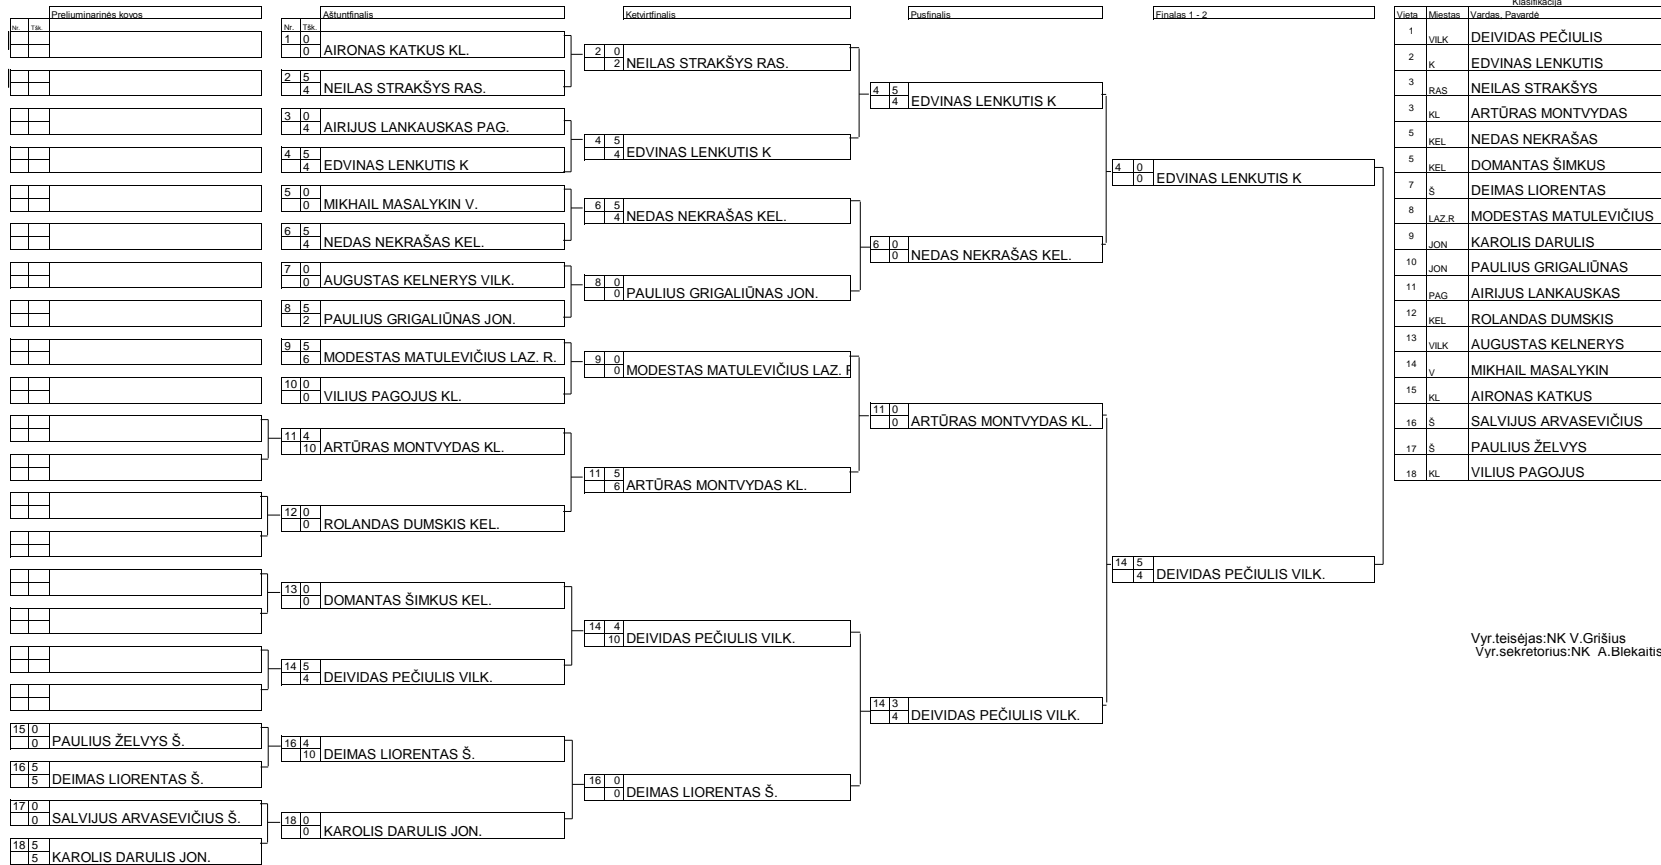 Preliuminarinės kovos
Nr. Tšk.
15 0
0 PAULIUS ŽELVYS Š.
16 5
5 DEIMAS LIORENTAS Š.
17 0
0 SALVIJUS ARVASEVIČIUS Š.
18 5
5 KAROLIS DARULIS JON.
Aštuntfinalis
Nr. Tšk.
1 0
0 AIRONAS KATKUS KL.
2 5
4 NEILAS STRAKŠYS RAS.
3 0
4 AIRIJUS LANKAUSKAS PAG.
4 5
4 EDVINAS LENKUTIS K
5 0
0 MIKHAIL MASALYKIN V.
6 5
4 NEDAS NEKRAŠAS KEL.
7 0
0 AUGUSTAS KELNERYS VILK.
8 5
2 PAULIUS GRIGALIŪNAS JON.
9 5
6 MODESTAS MATULEVIČIUS LAZ. R.
10 0
0 VILIUS PAGOJUS KL.
11 4
10 ARTŪRAS MONTVYDAS KL.
12 0
0 ROLANDAS DUMSKIS KEL.
13 0
0 DOMANTAS ŠIMKUS KEL.
14 5
4 DEIVIDAS PEČIULIS VILK.
16 4
10 DEIMAS LIORENTAS Š.
18 0
0 KAROLIS DARULIS JON.
Ketvirtfinalis
2 0
2 NEILAS STRAKŠYS RAS.
4 5
4 EDVINAS LENKUTIS K
6 5
4 NEDAS NEKRAŠAS KEL.
8 0
0 PAULIUS GRIGALIŪNAS JON.
9 0
0 MODESTAS MATULEVIČIUS LAZ. R
11 5
6 ARTŪRAS MONTVYDAS KL.
14 4
10 DEIVIDAS PEČIULIS VILK.
16 0
0 DEIMAS LIORENTAS Š.
Pusfinalis
4 5
4 EDVINAS LENKUTIS K
6 0
0 NEDAS NEKRAŠAS KEL.
11 0
0 ARTŪRAS MONTVYDAS KL.
14 3
4 DEIVIDAS PEČIULIS VILK.
Finalas 1 - 2
4 0
0 EDVINAS LENKUTIS K
14 5
4 DEIVIDAS PEČIULIS VILK.
Klasifikacija
Vieta Miestas Vardas, Pavardė
1 VILK DEIVIDAS PEČIULIS
2 K EDVINAS LENKUTIS
3 RAS NEILAS STRAKŠYS
3 KL ARTŪRAS MONTVYDAS
5 KEL NEDAS NEKRAŠAS
5 KEL DOMANTAS ŠIMKUS
7 Š DEIMAS LIORENTAS
8 LAZ.R MODESTAS MATULEVIČIUS
9 JON KAROLIS DARULIS
10 JON PAULIUS GRIGALIŪNAS
11 PAG AIRIJUS LANKAUSKAS
12 KEL ROLANDAS DUMSKIS
13 VILK AUGUSTAS KELNERYS
14 V MIKHAIL MASALYKIN
15 KL AIRONAS KATKUS
16 Š SALVIJUS ARVASEVIČIUS
17 Š PAULIUS ŽELVYS
18 KL VILIUS PAGOJUS
Vyr.teisėjas:NK V.Grišius
Vyr.sekretorius:NK A.Blekaitis